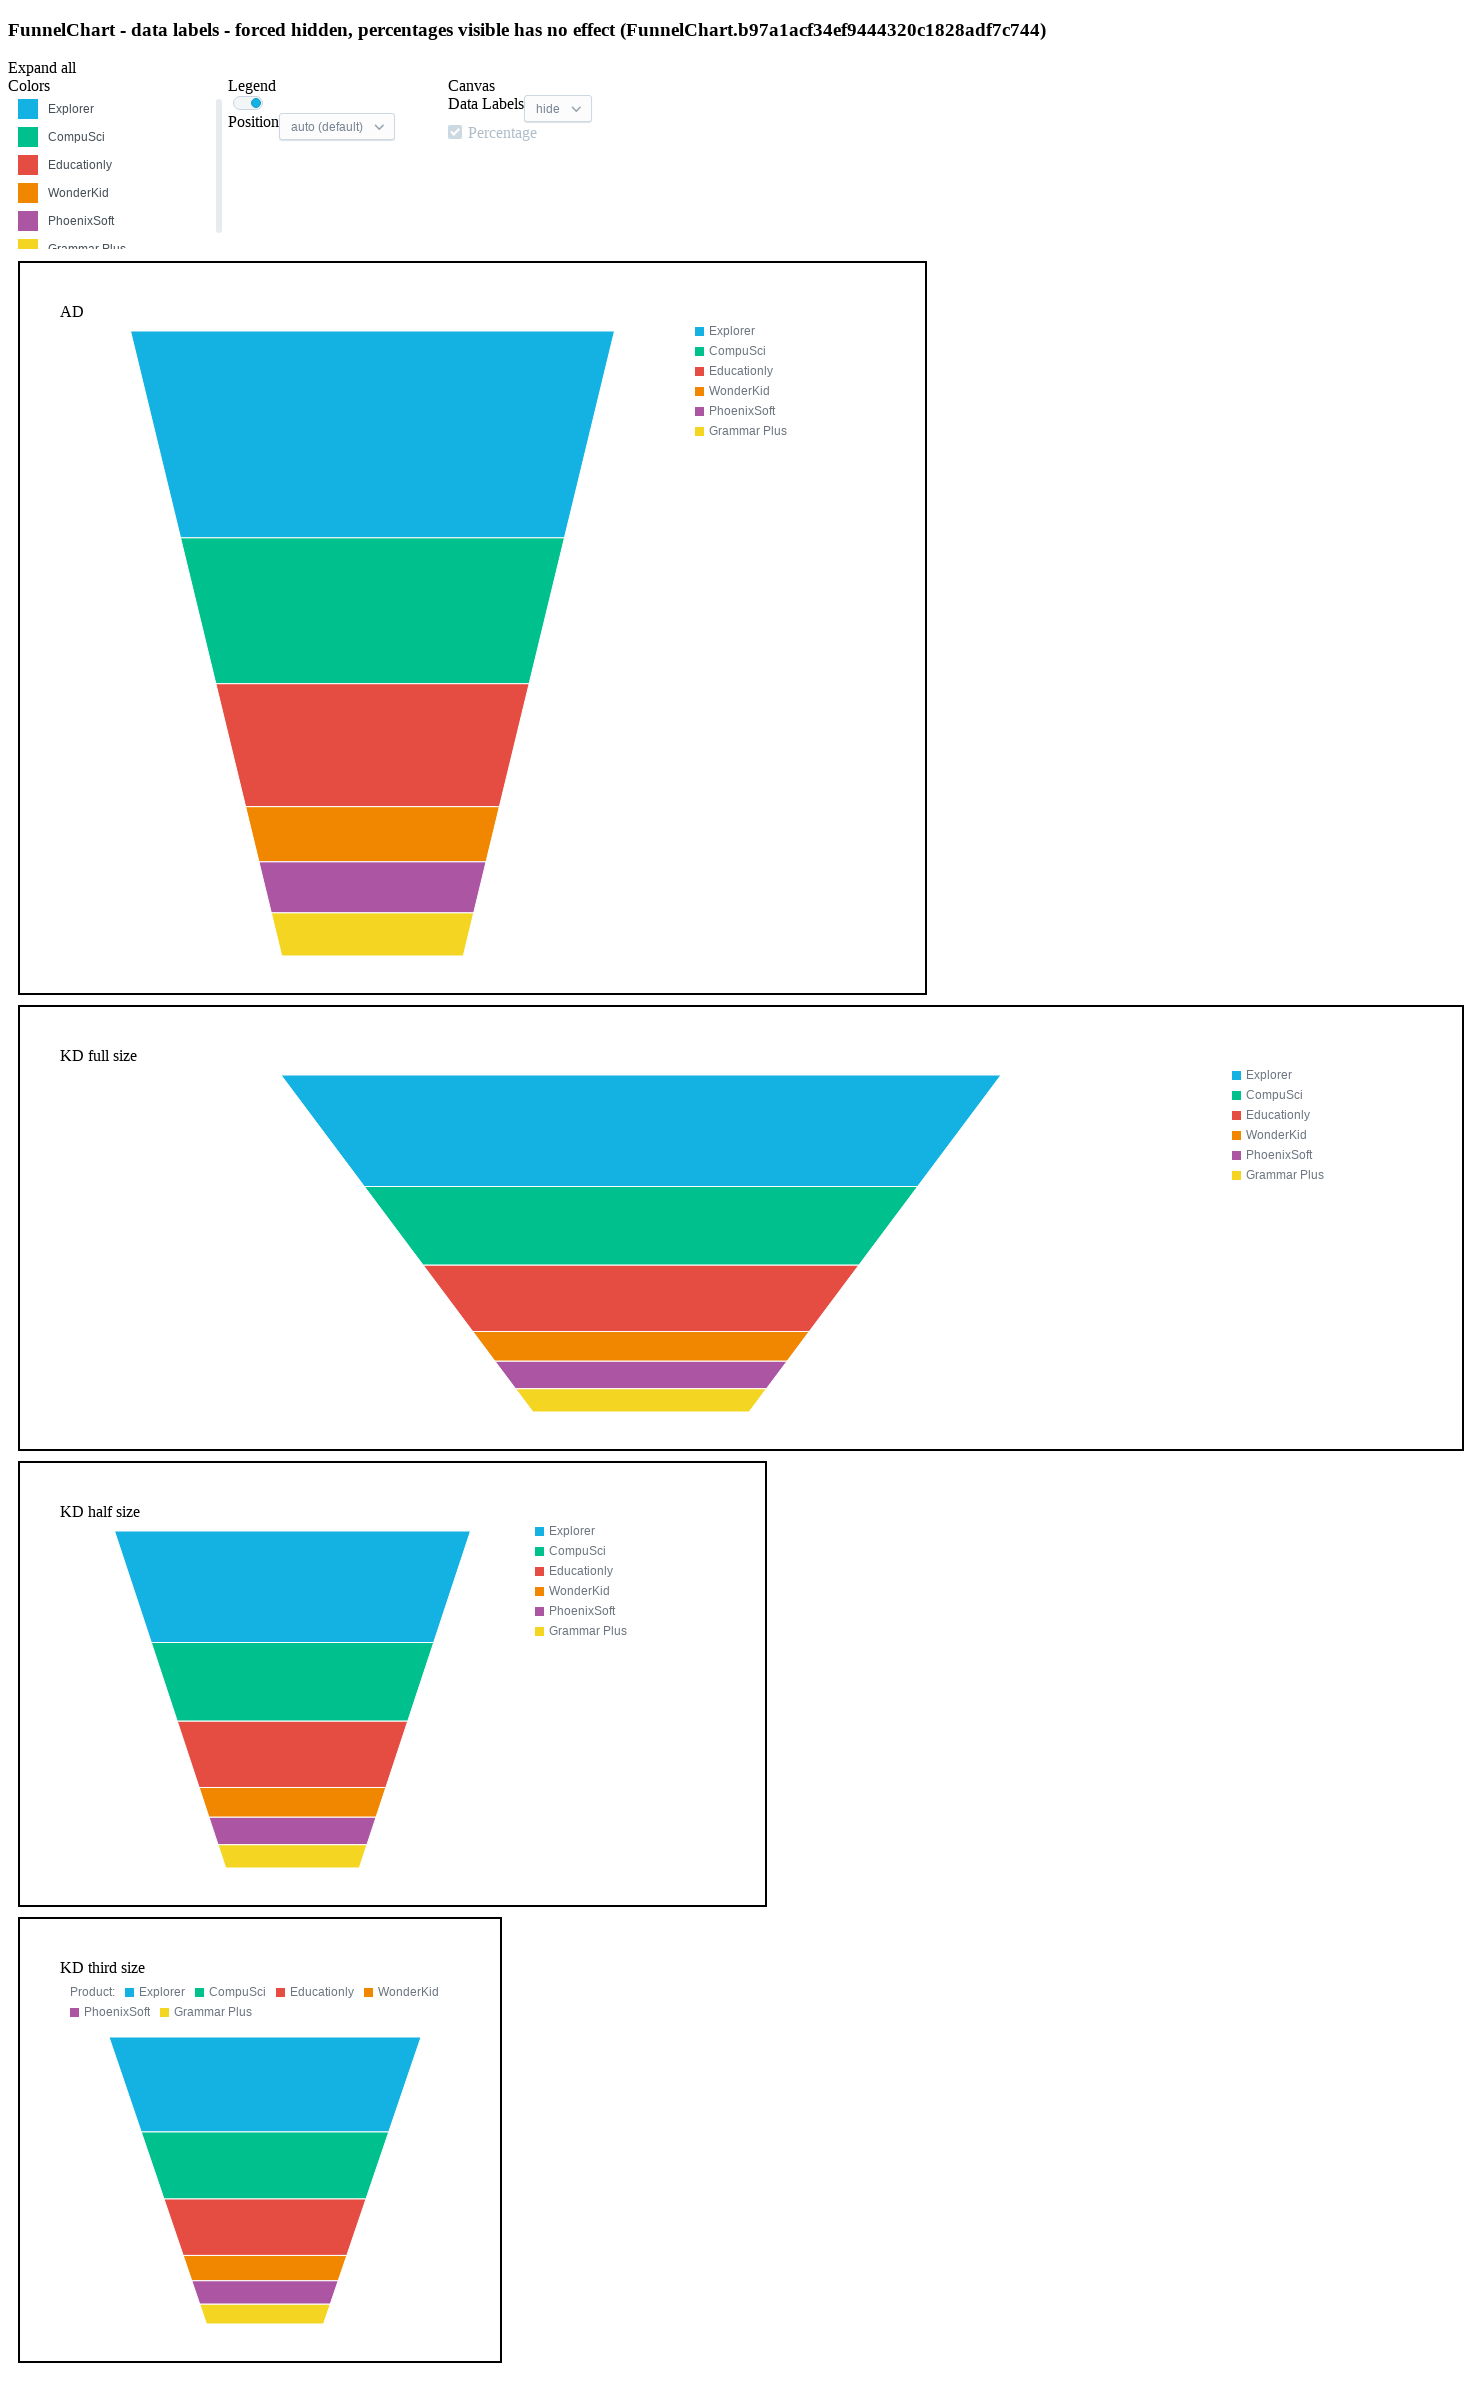 FunnelChart - data labels - forced hidden, percentages visible has no effect (FunnelChart.b97a1acf34ef9444320c1828adf7c744)
Expand all
Colors
Explorer
CompuSci
Educationly
WonderKid
PhoenixSoft
Grammar Plus
Legend
Position auto (default)
Canvas
Data Labels hide
Percentage
AD
Explorer
CompuSci
Educationly
WonderKid
PhoenixSoft
Grammar Plus
KD full size
Explorer
CompuSci
Educationly
WonderKid
PhoenixSoft
Grammar Plus
KD half size
Explorer
CompuSci
Educationly
WonderKid
PhoenixSoft
Grammar Plus
KD third size
Product: Explorer CompuSci Educationly WonderKid
PhoenixSoft Grammar Plus